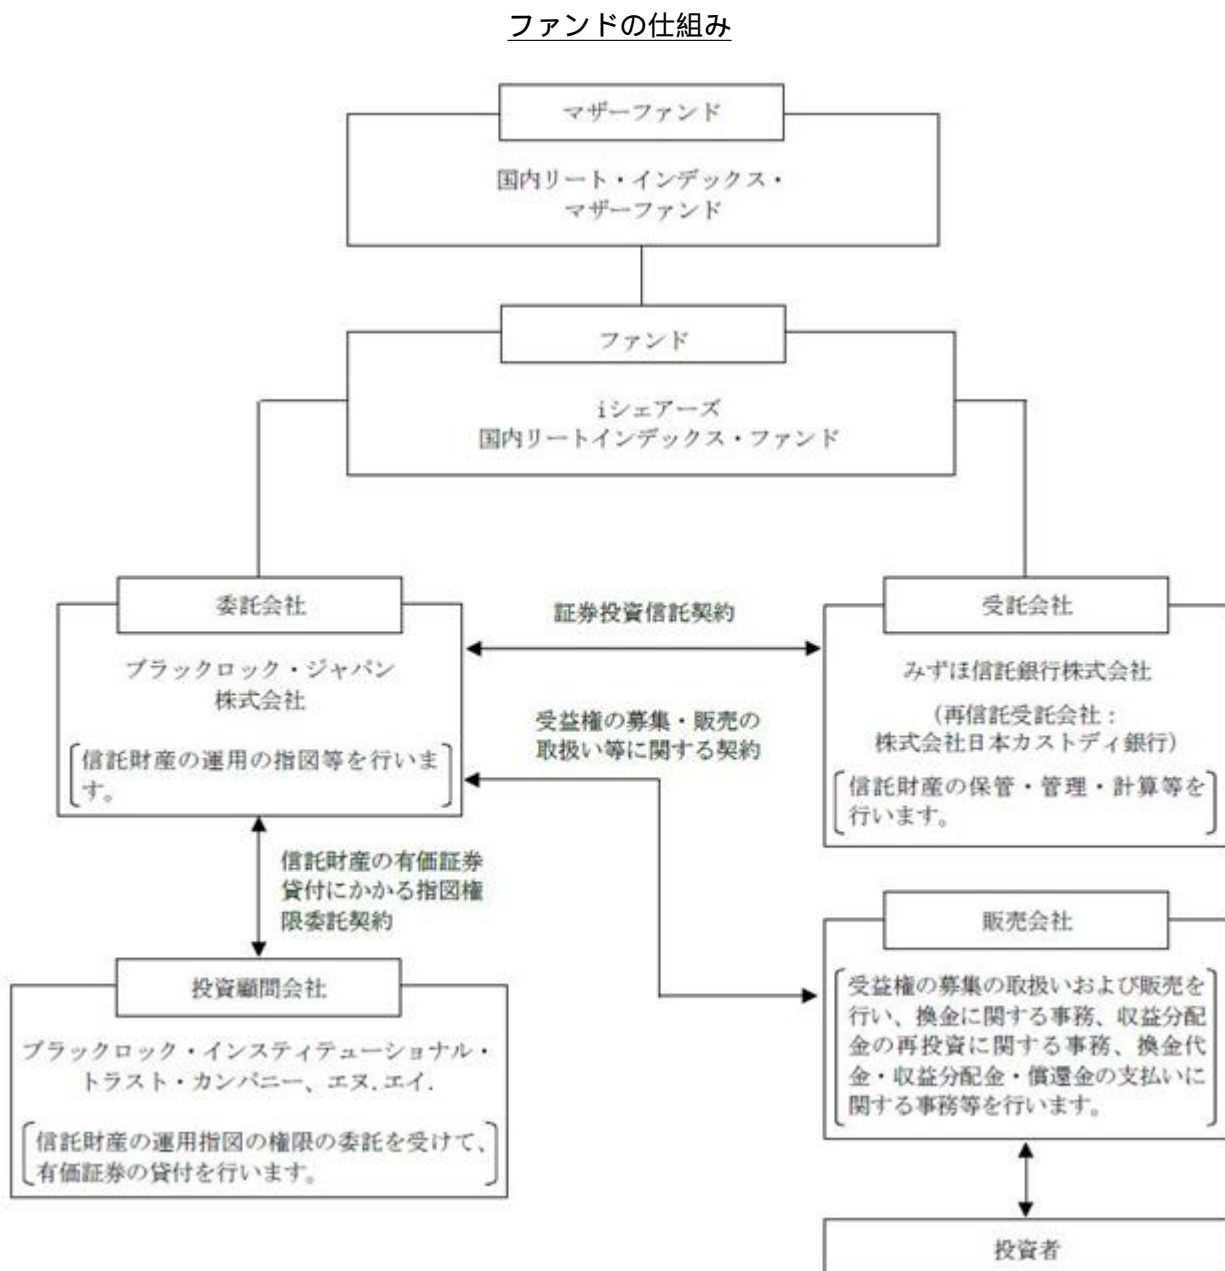 ファンドの仕組み
マザーファンド
国内リート・インデックス・
マザーファンド
ファンド
iシェアーズ
国内リートインデックス・ファンド
委託会社
ブラックロック・ジャパン
株式会社
信託財産の運用の指図等を行いま
す。
証券投資信託契約
受益権の募集・販売の
取扱い等に関する契約
受託会社
みずほ信託銀行株式会社
(再信託受託会社:
株式会社日本カストディ銀行)
信託財産の保管・管理・計算等を
行います。
信託財産の有価証券
貸付にかかる指図権
限委託契約
投資顧問会社
ブラックロック・インスティテューショナル・
トラスト・カンパニー、エヌ.エイ.
信託財産の運用指図の権限の委託を受けて、
有価証券の貸付を行います。
販売会社
受益権の募集の取扱いおよび販売を
行い、換金に関する事務、収益分配
金の再投資に関する事務、換金代
金・収益分配金・償還金の支払いに
関する事務等を行います。
投資者